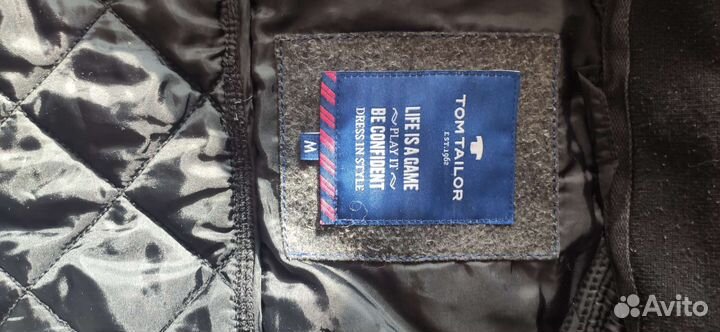 TOM TAILOR
EST. 1962
LIFE IS A GAME
~ PLAY IT ~
BE CONFIDENT
DRESS IN STYLE
M
Avito